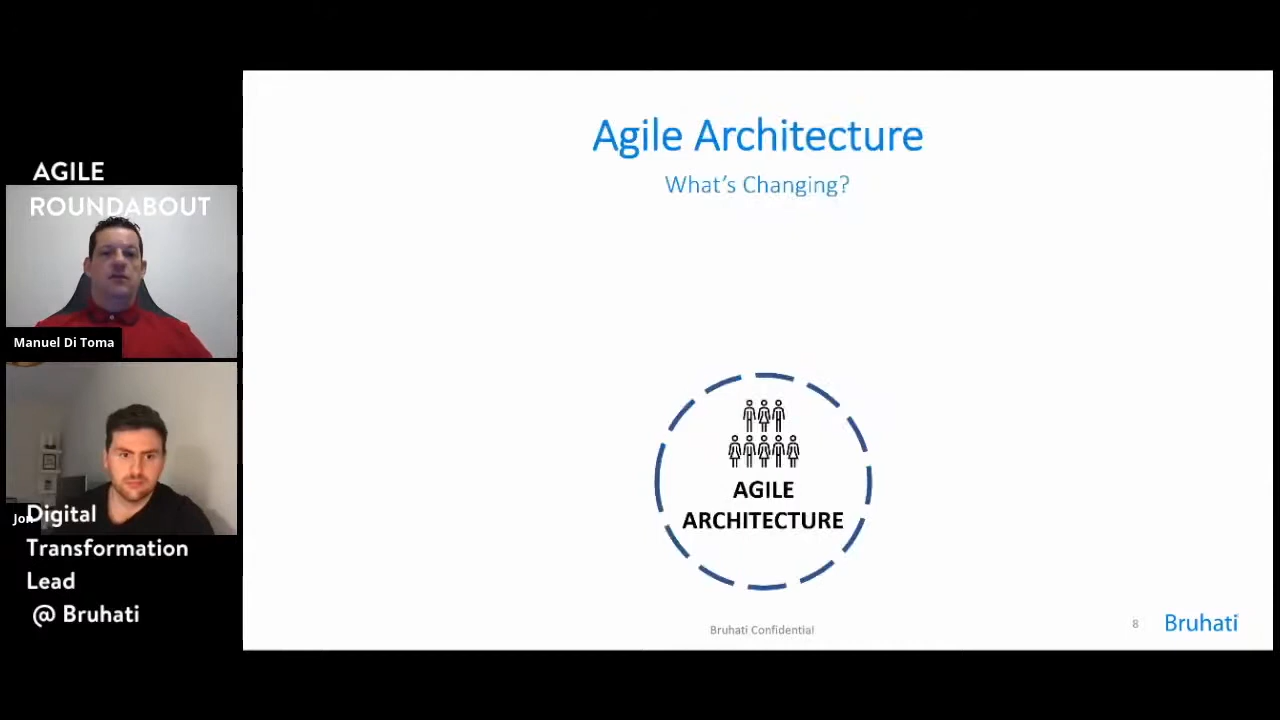 AGILE
ROUNDABOUT
Manuel Di Toma
Jon
Digital
Transformation
Lead
@ Bruhati
Agile Architecture
What's Changing?
AGILE
ARCHITECTURE
Bruhati Confidential
8
Bruhati